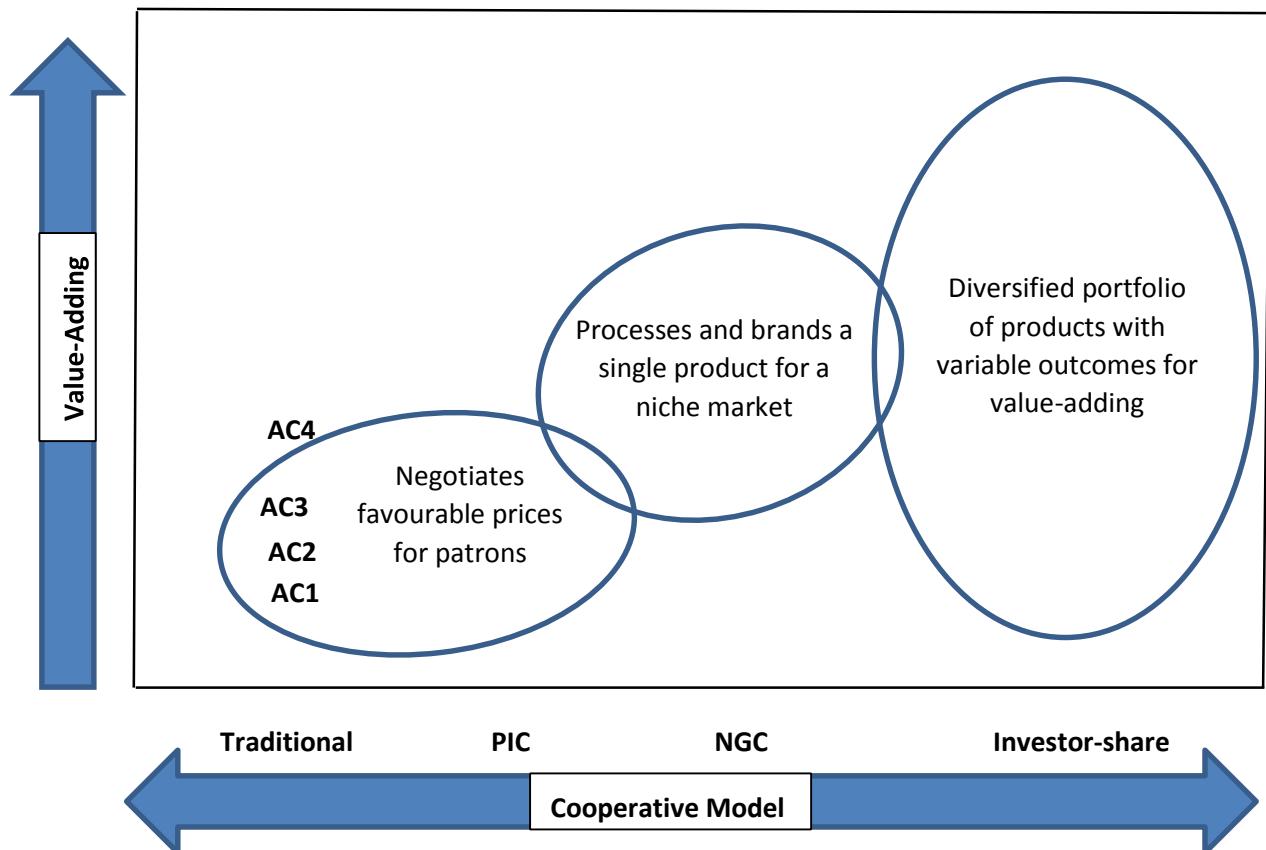 Value-Adding
Diversified portfolio
of products with
variable outcomes for
value-adding
Processes and brands a
single product for a
niche market
AC4
Negotiates
favourable prices
for patrons
AC3
AC2
AC1
Traditional
PIC
NGC
Investor-share
Cooperative Model